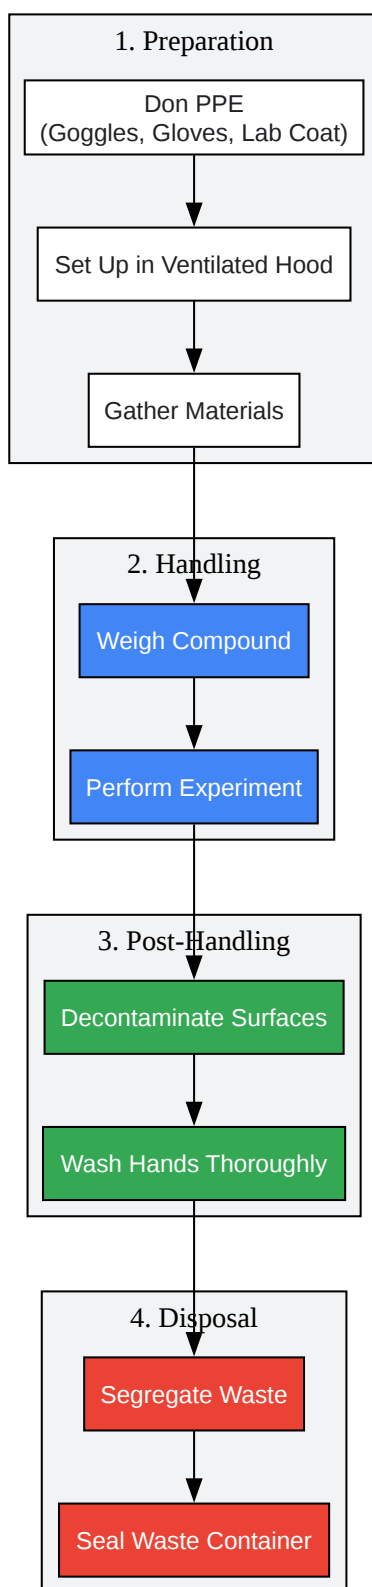 1. Preparation
Don PPE
(Goggles, Gloves, Lab Coat)
Set Up in Ventilated Hood
Gather Materials
2. Handling
Weigh Compound
Perform Experiment
3. Post-Handling
Decontaminate Surfaces
Wash Hands Thoroughly
4. Disposal
Segregate Waste
Seal Waste Container